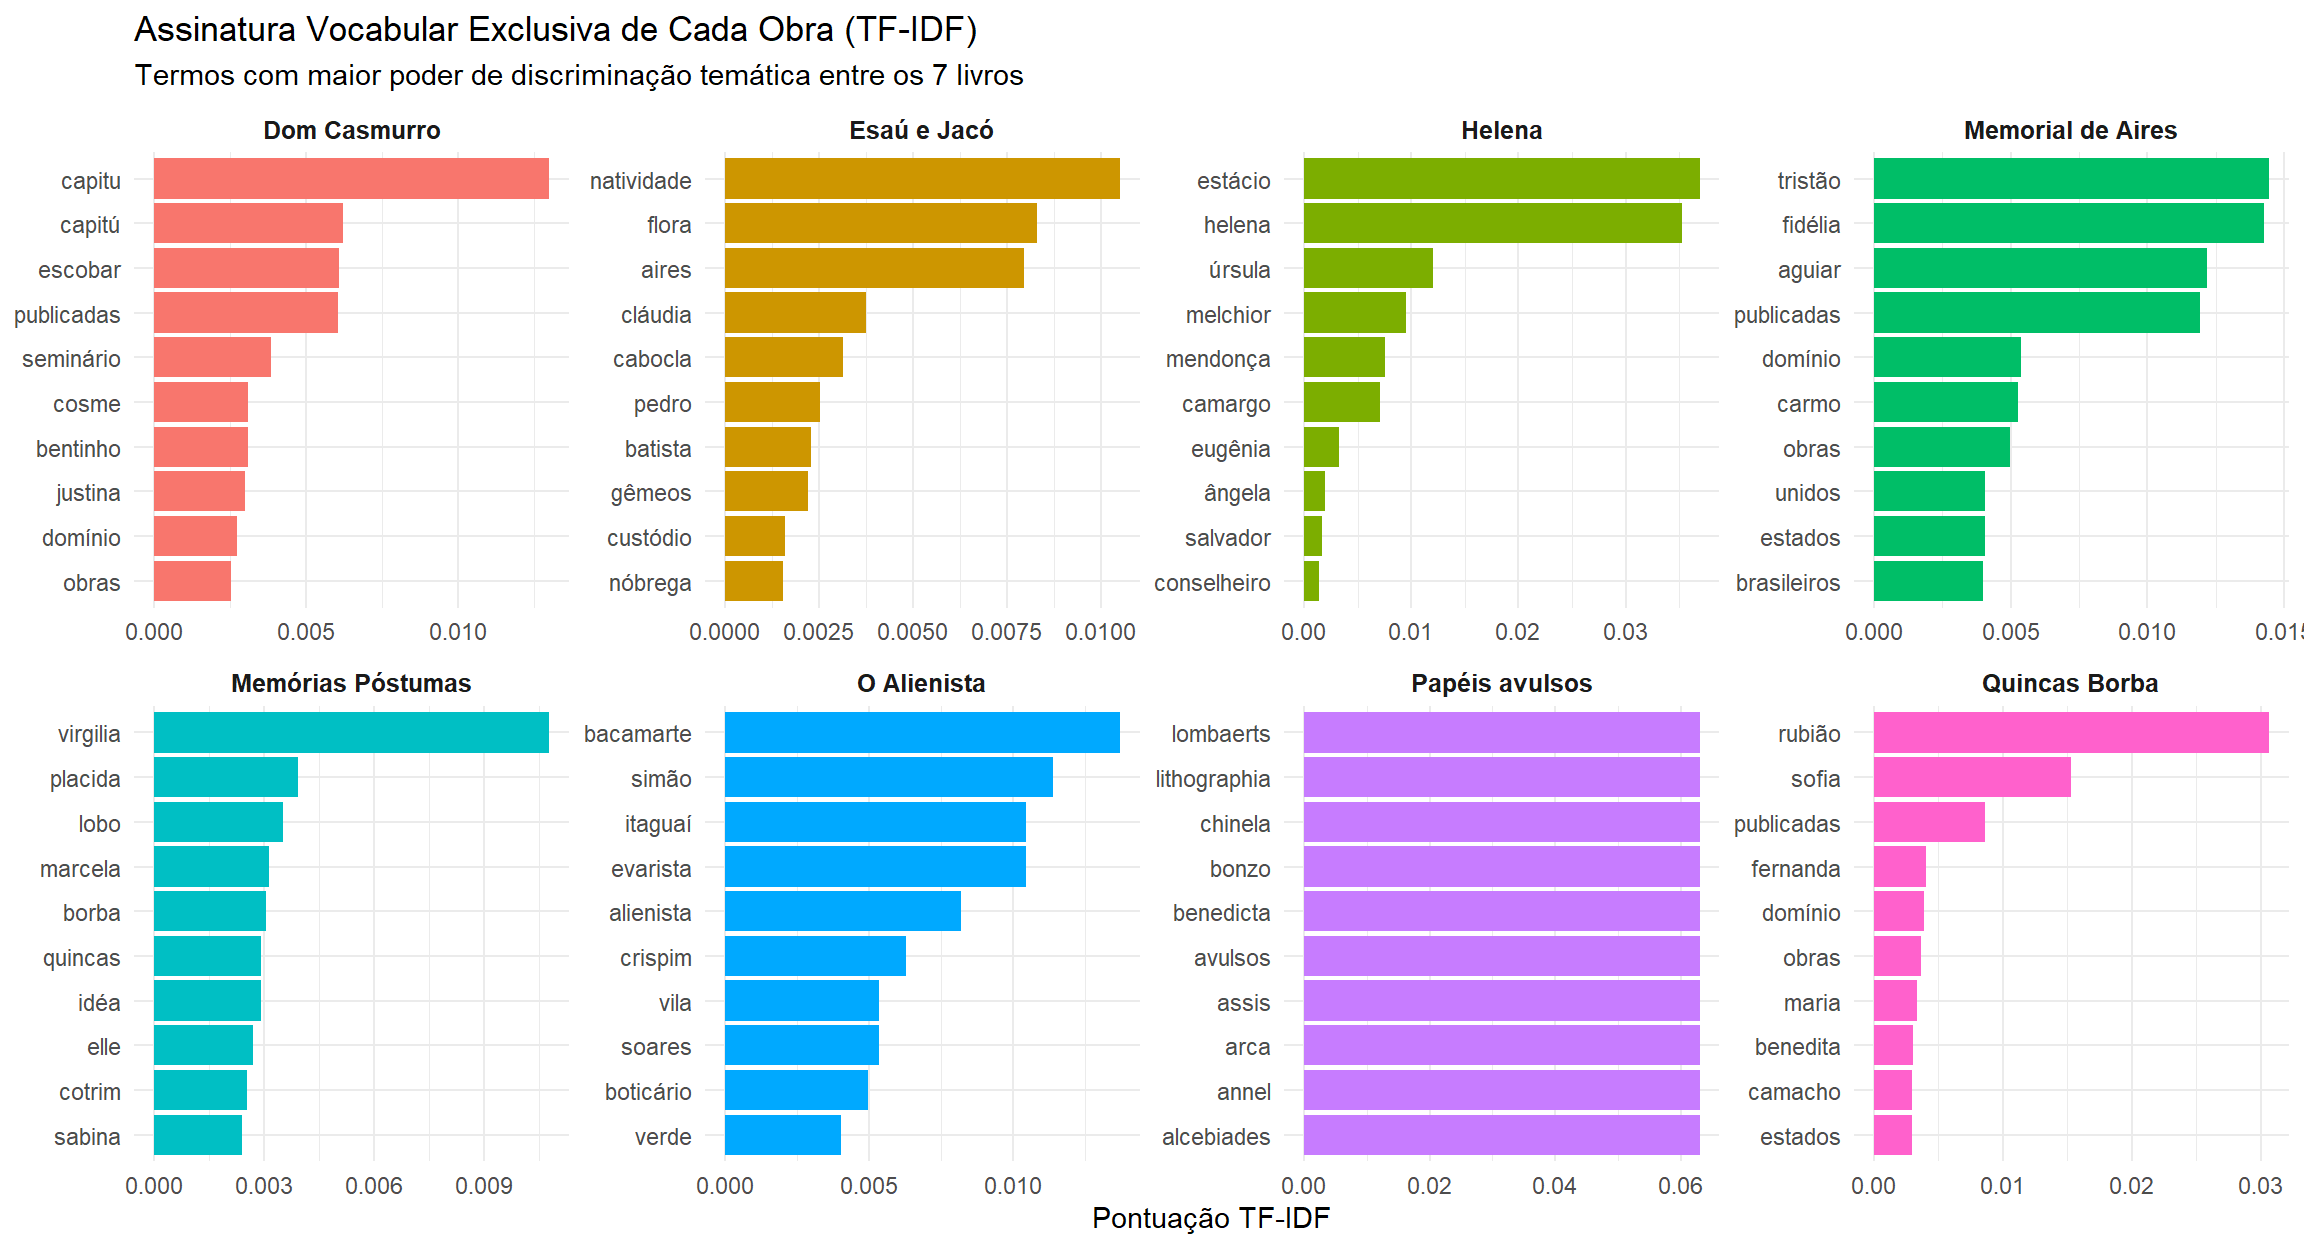 Assinatura Vocabular Exclusiva de Cada Obra (TF-IDF)
Termos com maior poder de discriminação temática entre os 7 livros
Dom Casmurro
capitu
capitú
escobar
publicadas
seminário
cosme
bentinho
justina
domínio
obras
0.000 0.005 0.010
Esaú e Jacó
natividade
flora
aires
cláudia
cabocla
pedro
batista
gêmeos
custódio
nóbrega
0.0000 0.0025 0.0050 0.0075 0.0100
Helena
estácio
helena
úrsula
melchior
mendonça
camargo
eugênia
ângela
salvador
conselheiro
0.00 0.01 0.02 0.03
Memorial de Aires
tristão
fidélia
aguiar
publicadas
domínio
carmo
obras
unidos
estados
brasileiros
0.000 0.005 0.010 0.015
Memórias Póstumas
virgilia
placida
lobo
marcela
borba
quincas
idéa
elle
cotrim
sabina
0.000 0.003 0.006 0.009
O Alienista
bacamarte
simão
itaguaí
evarista
alienista
crispim
vila
soares
boticário
verde
0.000 0.005 0.010
Papéis avulsos
lombaerts
lithographia
chinela
bonzo
benedicta
avulsos
assis
arca
annel
alcebiades
0.00 0.02 0.04 0.06
Quincas Borba
rubião
sofia
publicadas
fernanda
domínio
obras
maria
benedita
camacho
estados
0.00 0.01 0.02 0.03
Pontuação TF-IDF